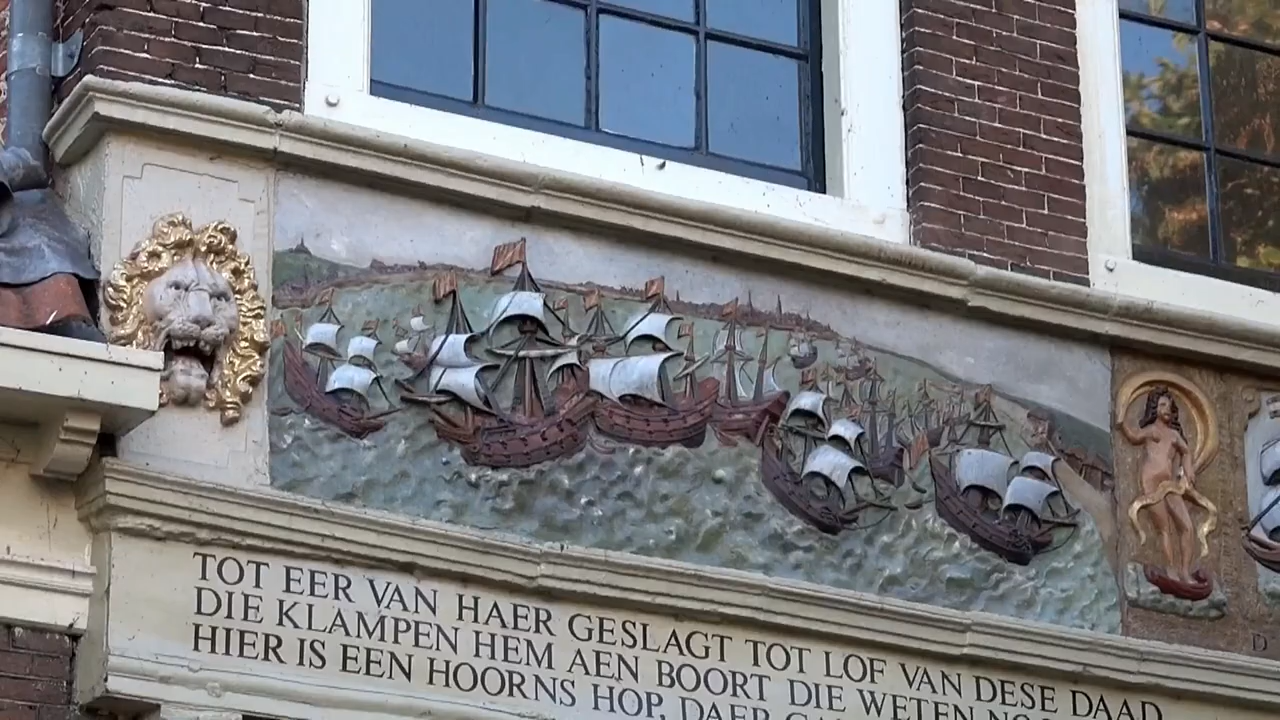 TOT EER VAN HAER GESLAGT TOT LOF VAN DESE DAAD
DIE KLAMPEN HEM AEN BOORT DIE WETEN
HIER IS EEN HOORNS HOP, DAER
D